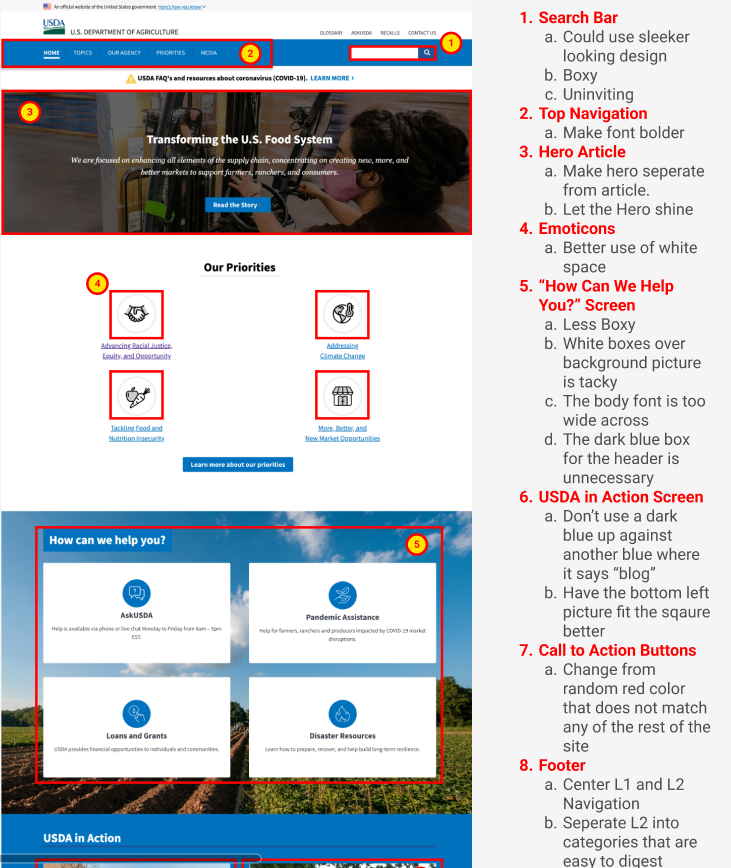 An official website of the United States government Here's how you know
USDA
U.S. DEPARTMENT OF AGRICULTURE
GLOSSARY ASKUSDA RECALLS CONTACT US
1
HOME TOPICS OUR AGENCY PRIORITIES MEDIA
2
USDA FAQ's and resources about coronavirus (COVID-19). LEARN MORE ›
3
Transforming the U.S. Food System
We are focused on enhancing all elements of the supply chain, concentrating on creating new, more, and
better markets to support farmers, ranchers, and consumers.
Read the Story
Our Priorities
4
Advancing Racial Justice,
Equity, and Opportunity
Addressing
Climate Change
Tackling Food and
Nutrition Insecurity
More, Better, and
New Market Opportunities
Learn more about our priorities
How can we help you?
5
AskUSDA
Help is available via phone or live chat Monday to Friday from 8am – 5pm
EST.
Pandemic Assistance
Help for farmers, ranchers and producers impacted by COVID-19 market
disruptions.
Loans and Grants
USDA provides financial opportunities to individuals and communities.
Disaster Resources
Learn how to prepare, recover, and help build long-term resilience.
USDA in Action
1. Search Bar
a. Could use sleeker
looking design
b. Boxy
c. Uninviting
2. Top Navigation
a. Make font bolder
3. Hero Article
a. Make hero seperate
from article.
b. Let the Hero shine
4. Emoticons
a. Better use of white
space
5. “How Can We Help
You?” Screen
a. Less Boxy
b. White boxes over
background picture
is tacky
c. The body font is too
wide across
d. The dark blue box
for the header is
unnecessary
6. USDA in Action Screen
a. Don’t use a dark
blue up against
another blue where
it says “blog”
b. Have the bottom left
picture fit the sqaure
better
7. Call to Action Buttons
a. Change from
random red color
that does not match
any of the rest of the
site
8. Footer
a. Center L1 and L2
Navigation
b. Seperate L2 into
categories that are
easy to digest